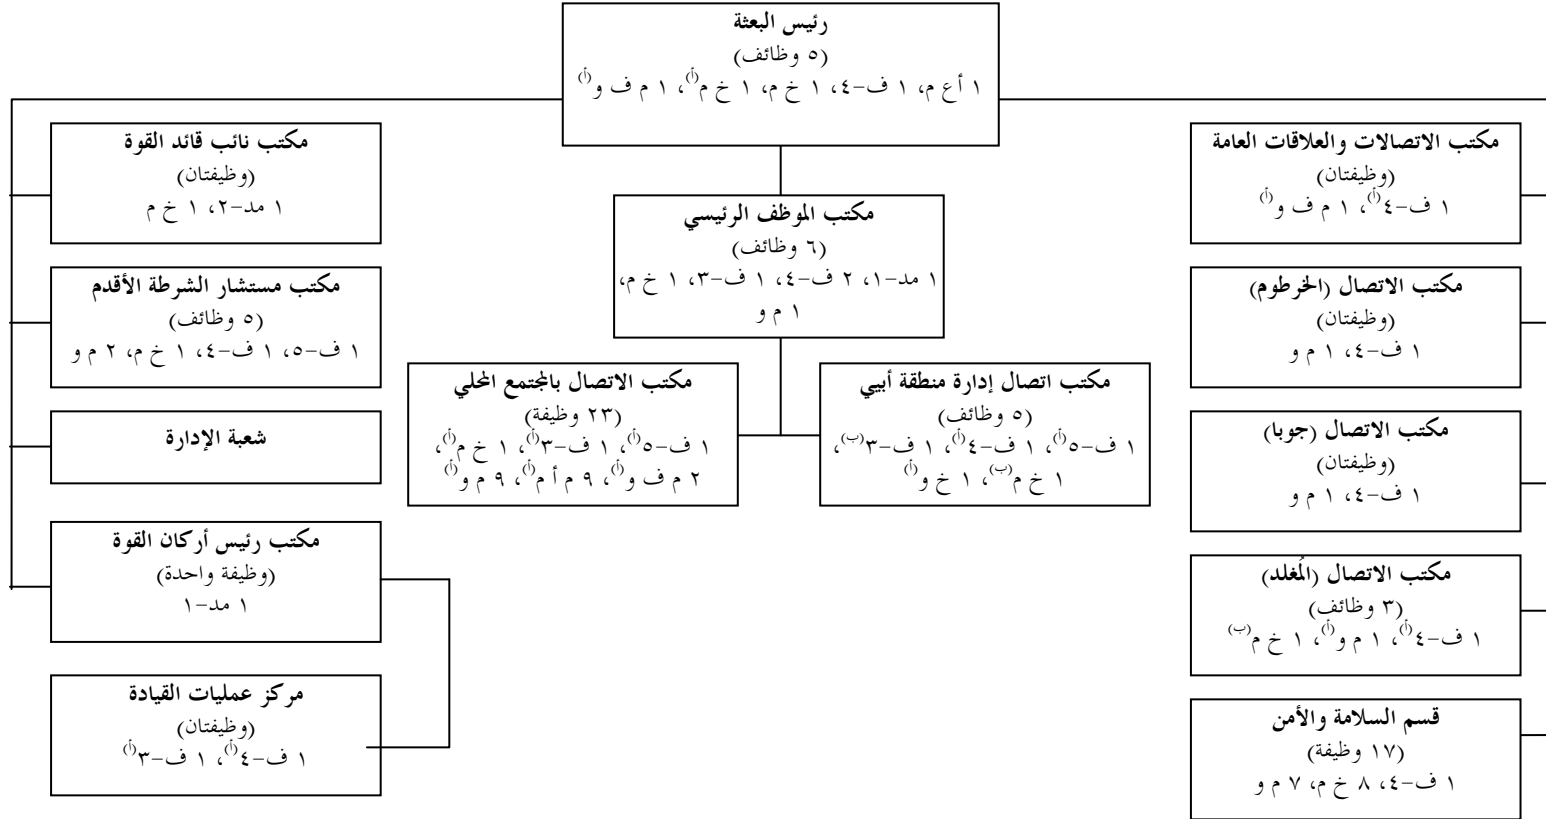 رئيس البعثة
(٥ وظائف)
١ أ ع م، ١ ف-٤، ١ خ م، ١ خ م(أ)، ١ م ف و(أ)
مكتب الاتصالات والعلاقات العامة
(وظيفتان)
١ ف-٤(أ)، ١ م ف و(أ)
مكتب الاتصال (الخرطوم)
(وظيفتان)
١ ف-٤، ١ م و
مكتب الاتصال (جوبا)
(وظيفتان)
١ ف-٤، ١ م و
مكتب الاتصال (المُغلد)
(٣ وظائف)
١ ف-٤(أ)، ١ م و(أ)، ١ خ م(ب)
قسم السلامة والأمن
(١٧ وظيفة)
١ ف-٤، ٨ خ م، ٧ م و
مكتب الموظف الرئيسي
(٦ وظائف)
١ مد-١، ٢ ف-٤، ١ ف-٣، ١ خ م،
١ م و
مكتب اتصال إدارة منطقة أبيي
(٥ وظائف)
١ ف-٥(أ)، ١ ف-٤(أ)، ١ ف-٣(ب)،
١ خ م(ب)، ١ خ و(أ)
مكتب الاتصال بالمجتمع المحلي
(٢٣ وظيفة)
١ ف-٥(أ)، ١ ف-٣(أ)، ١ خ م(أ)،
٢ م ف و(أ)، ٩ م أ م(أ)، ٩ م و(أ)
مكتب نائب قائد القوة
(وظيفتان)
١ مد-٢، ١ خ م
مكتب مستشار الشرطة الأقدم
(٥ وظائف)
١ ف-٥، ١ ف-٤، ١ خ م، ٢ م و
شعبة الإدارة
مكتب رئيس أركان القوة
(وظيفة واحدة)
١ مد-١
مركز عمليات القيادة
(وظيفتان)
١ ف-٤(أ)، ١ ف-٣(أ)